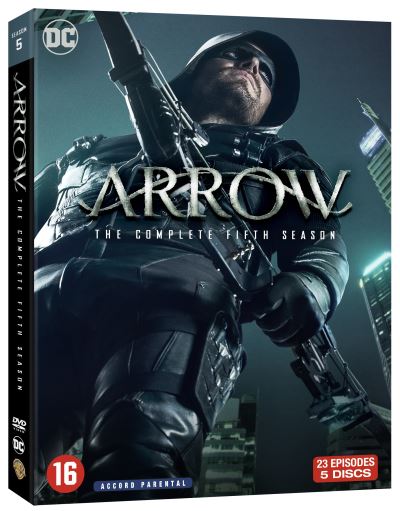 SEASON
5
ARROW
THE COMPLETE FIFTH SEASON
DVD
DC
DC
ARROW
THE COMPLETE FIFTH SEASON
16
ACCORD PARENTAL
23 EPISODES
5 DISCS